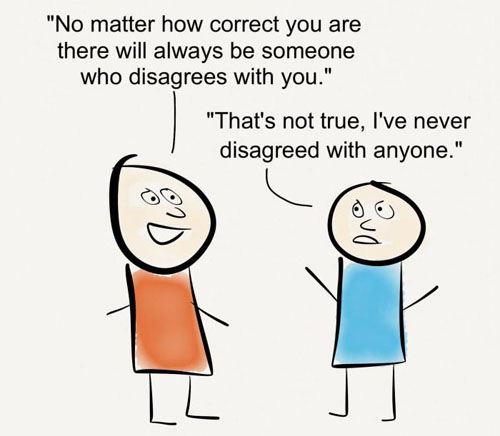 "No matter how correct you are
there will always be someone
who disagrees with you."
"That's not true, I've never
disagreed with anyone."